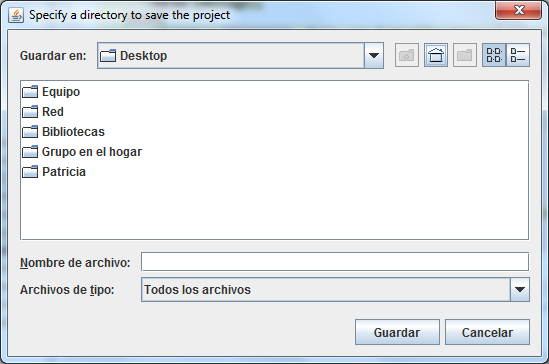 Specify a directory to save the project
Guardar en: Desktop
Equipo
Red
Bibliotecas
Grupo en el hogar
Patricia
Nombre de archivo:
Archivos de tipo: Todos los archivos
Guardar Cancelar